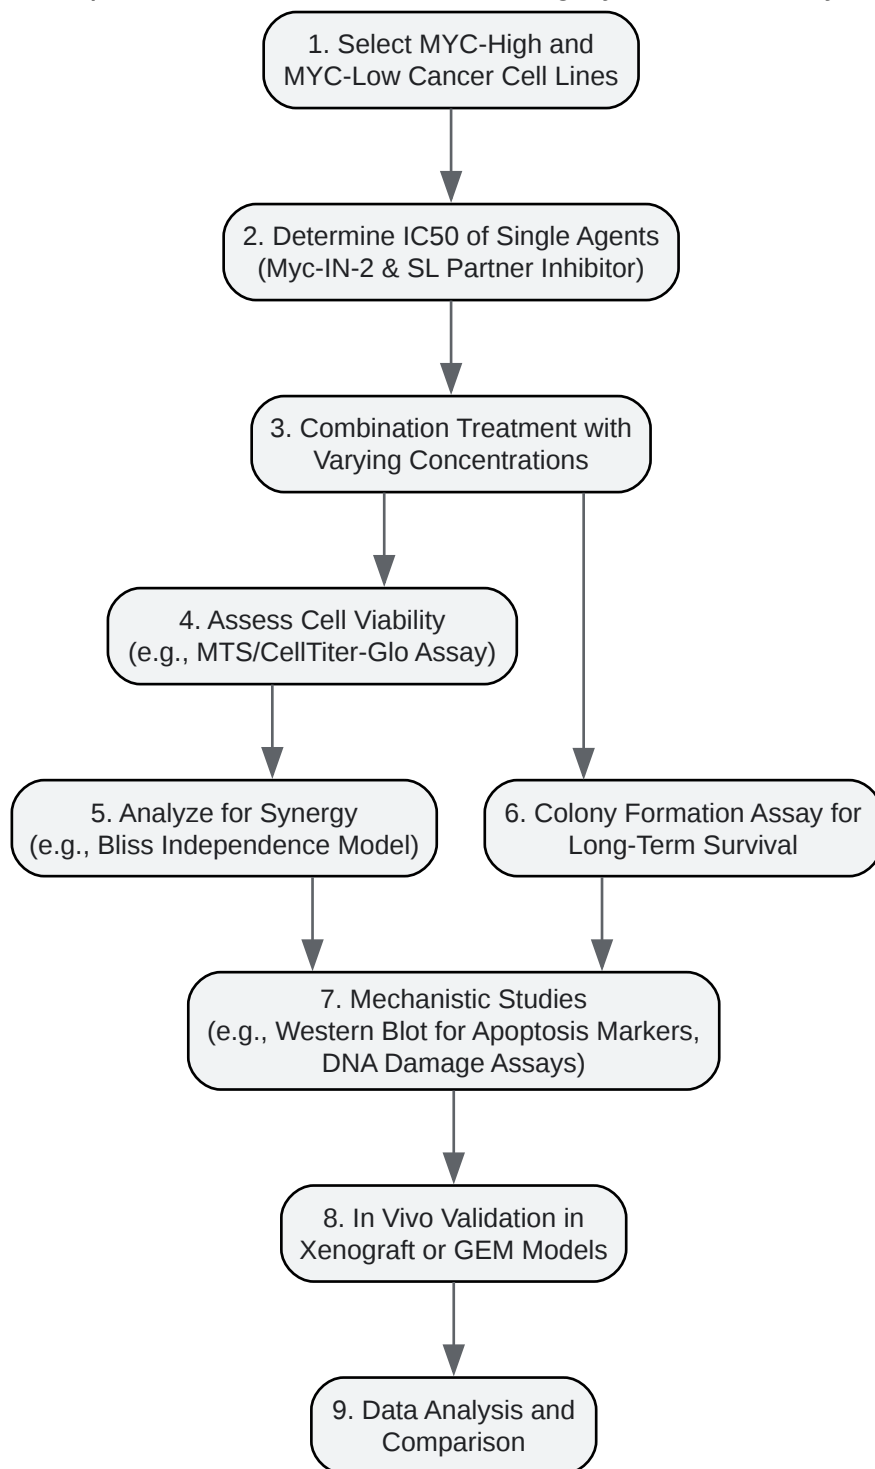 1. Select MYC-High and
MYC-Low Cancer Cell Lines
2. Determine IC50 of Single Agents
(Myc-IN-2 & SL Partner Inhibitor)
3. Combination Treatment with
Varying Concentrations
4. Assess Cell Viability
(e.g., MTS/CellTiter-Glo Assay)
5. Analyze for Synergy
(e.g., Bliss Independence Model)
6. Colony Formation Assay for
Long-Term Survival
7. Mechanistic Studies
(e.g., Western Blot for Apoptosis Markers,
DNA Damage Assays)
8. In Vivo Validation in
Xenograft or GEM Models
9. Data Analysis and
Comparison